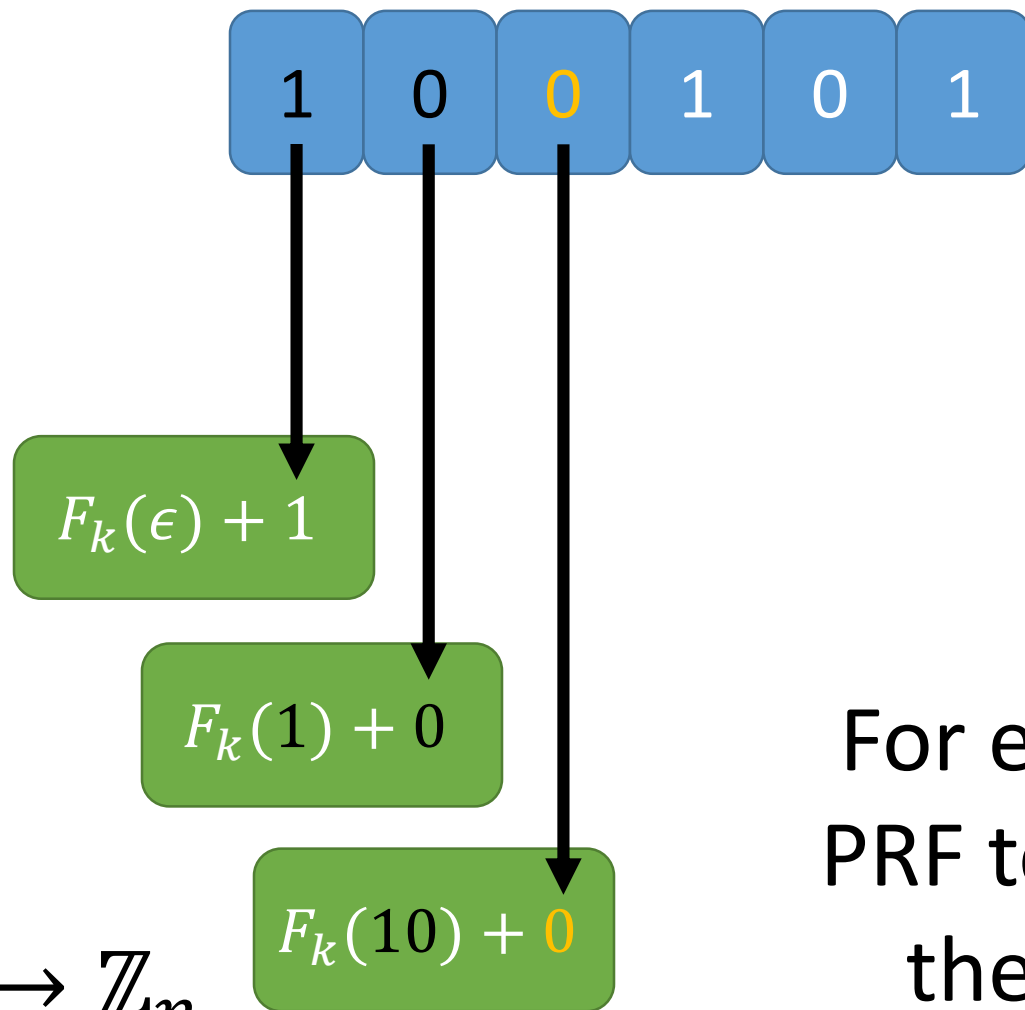 1 0 0 1 0 1
F_k(ϵ) + 1
F_k(1) + 0
For
PRF
F_k(10) + 0
→ ℤ
the